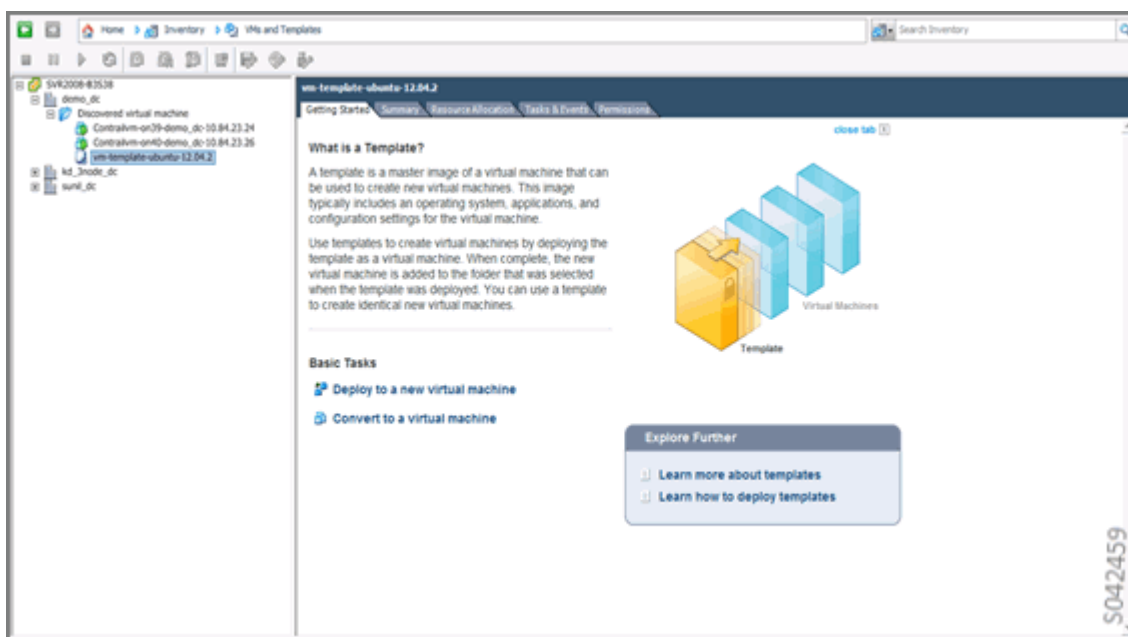 Home Inventory VMs and Templates
Search Inventory
SVR2008-83538
demo_dc
Discovered virtual machine
Contrailvm-on39-demo_dc-10.84.23.24
Contrailvm-on40-demo_dc-10.84.23.26
vm-template-ubuntu-12.04.2
kd_3node_dc
sunil_dc
vm-template-ubuntu-12.04.2
Getting Started Summary Resource Allocation Tasks & Events Permissions
close tab
What is a Template?
A template is a master image of a virtual machine that can
be used to create new virtual machines. This image
typically includes an operating system, applications, and
configuration settings for the virtual machine.
Use templates to create virtual machines by deploying the
template as a virtual machine. When complete, the new
virtual machine is added to the folder that was selected
when the template was deployed. You can use a template
to create identical new virtual machines.
Virtual Machines
Template
Basic Tasks
Deploy to a new virtual machine
Convert to a virtual machine
Explore Further
Learn more about templates
Learn how to deploy templates
S042459